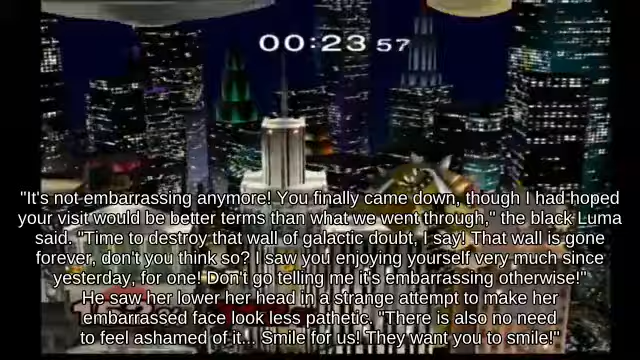 00:23 57
"It's not embarrassing anymore! You finally came down, though I had hoped
your visit would be better terms than what we went through," the black Luma
said. "Time to destroy that wall of galactic doubt, I say! That wall is gone
forever, don't you think so? I saw you enjoying yourself very much since
yesterday, for one! Don't go telling me it's embarrassing otherwise!"
He saw her lower her head in a strange attempt to make her
embarrassed face look less pathetic. "There is also no need
to feel ashamed of it... Smile for us! They want you to smile!"